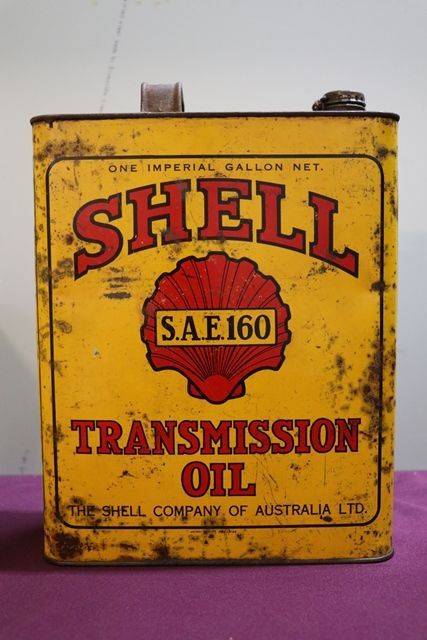 ONE IMPERIAL GALLON NET.
SHELL
S.A.E.160
TRANSMISSION
OIL
THE SHELL COMPANY OF AUSTRALIA LTD.